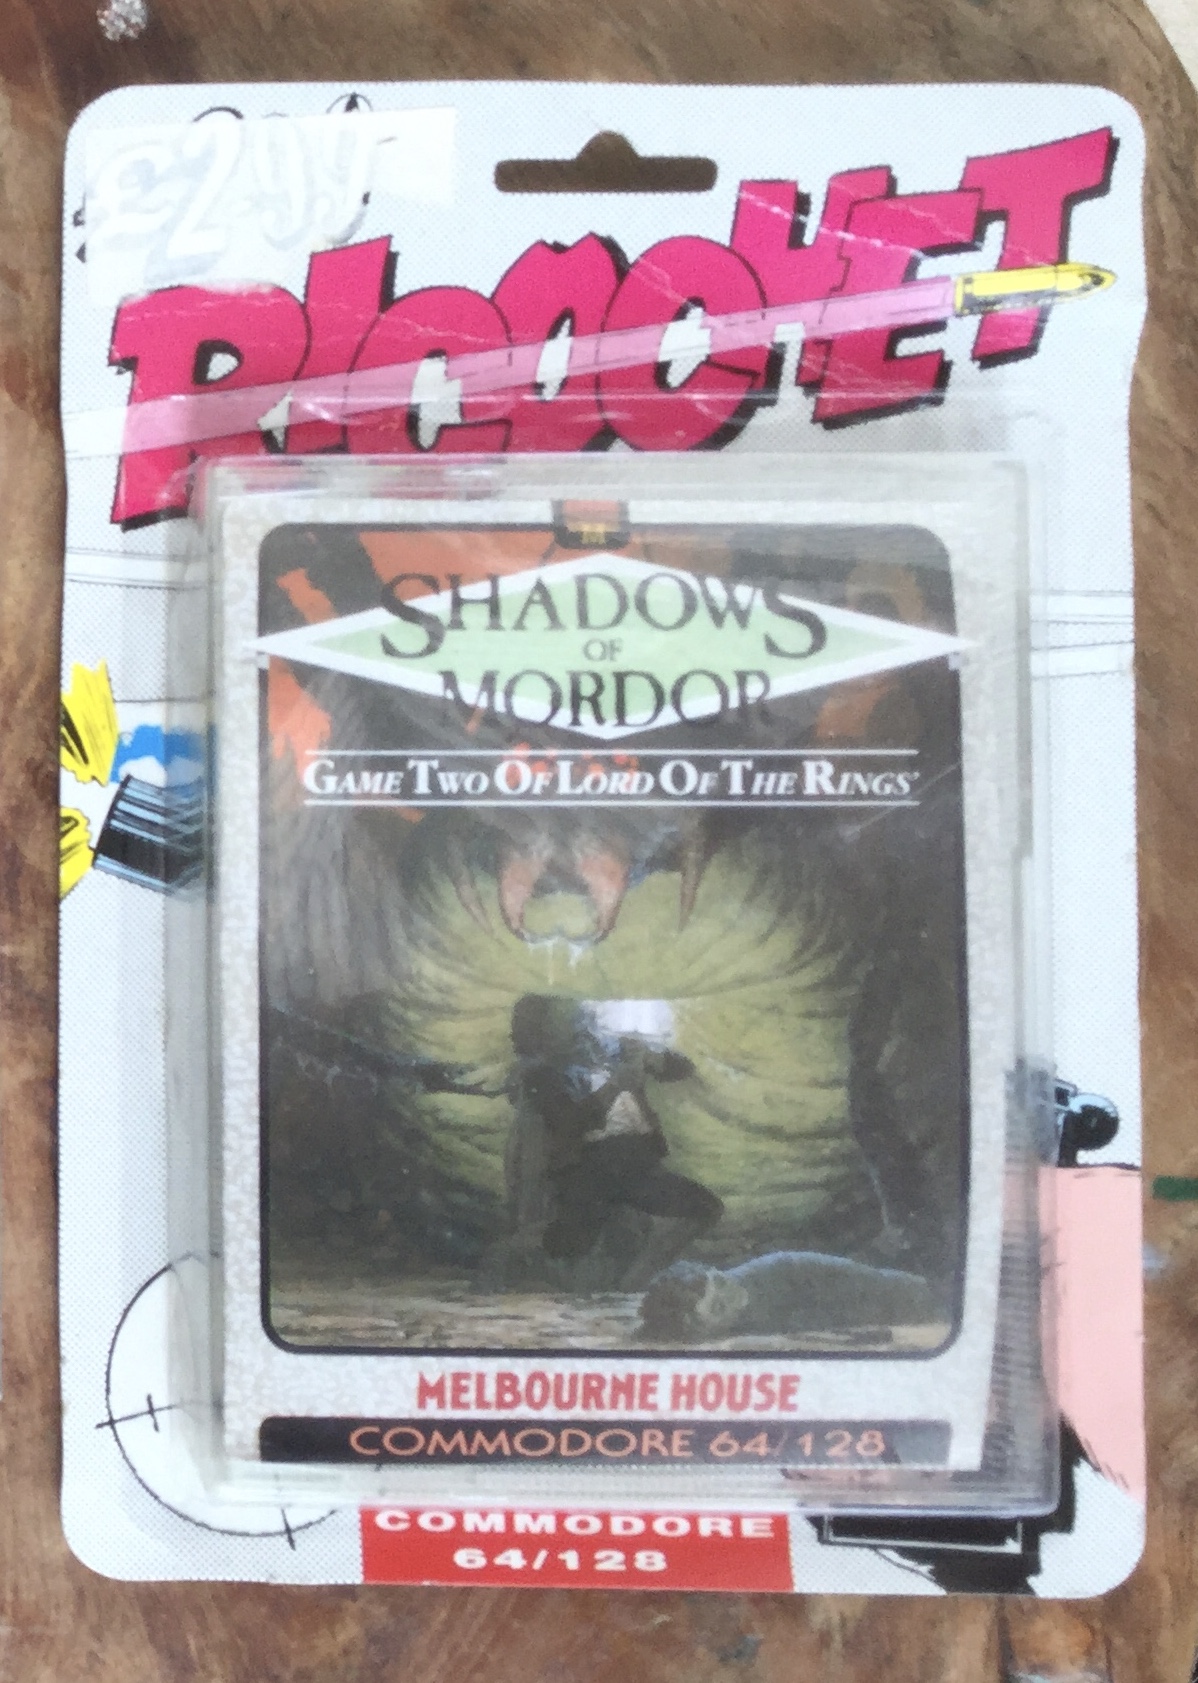 £2.99
RICOCHET
SHADOWS
OF
MORDOR
GAME TWO OF LORD OF THE RINGS'
MELBOURNE HOUSE
COMMODORE 64/128
COMMODORE
64/128